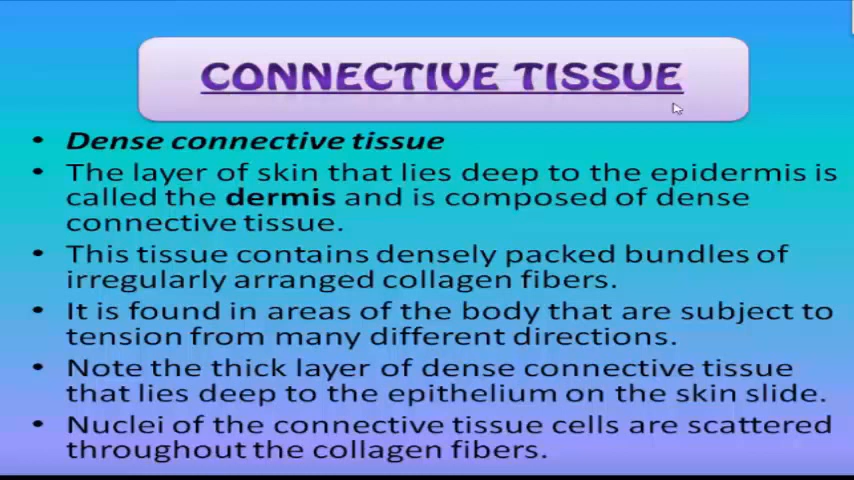 CONNECTIVE TISSUE
• Dense connective tissue
• The layer of skin that lies deep to the epidermis is
called the dermis and is composed of dense
connective tissue.
• This tissue contains densely packed bundles of
irregularly arranged collagen fibers.
• It is found in areas of the body that are subject to
tension from many different directions.
• Note the thick layer of dense connective tissue
that lies deep to the epithelium on the skin slide.
• Nuclei of the connective tissue cells are scattered
throughout the collagen fibers.